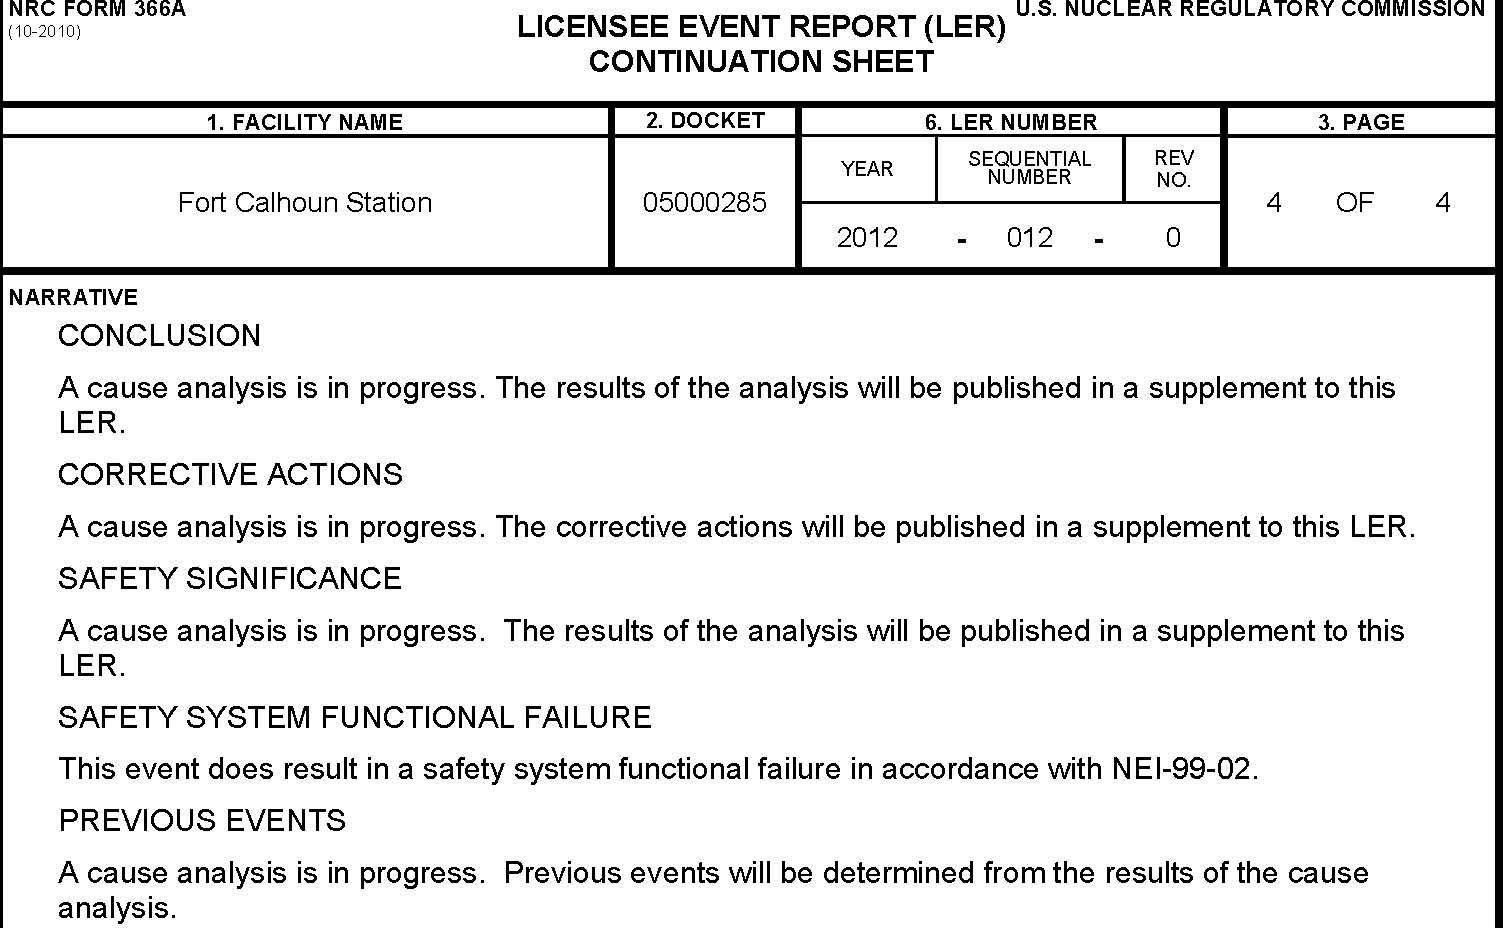 NRC FORM 366A
(10-2010)
U.S. NUCLEAR REGULATORY COMMISSION
LICENSEE EVENT REPORT (LER)
CONTINUATION SHEET
1. FACILITY NAME
2. DOCKET
6. LER NUMBER
3. PAGE
Fort Calhoun Station
05000285
YEAR
SEQUENTIAL
NUMBER
REV
NO.
2012 - 012 - 0
4 OF 4
NARRATIVE
CONCLUSION
A cause analysis is in progress. The results of the analysis will be published in a supplement to this
LER.
CORRECTIVE ACTIONS
A cause analysis is in progress. The corrective actions will be published in a supplement to this LER.
SAFETY SIGNIFICANCE
A cause analysis is in progress.  The results of the analysis will be published in a supplement to this
LER.
SAFETY SYSTEM FUNCTIONAL FAILURE
This event does result in a safety system functional failure in accordance with NEI-99-02.
PREVIOUS EVENTS
A cause analysis is in progress.  Previous events will be determined from the results of the cause
analysis.